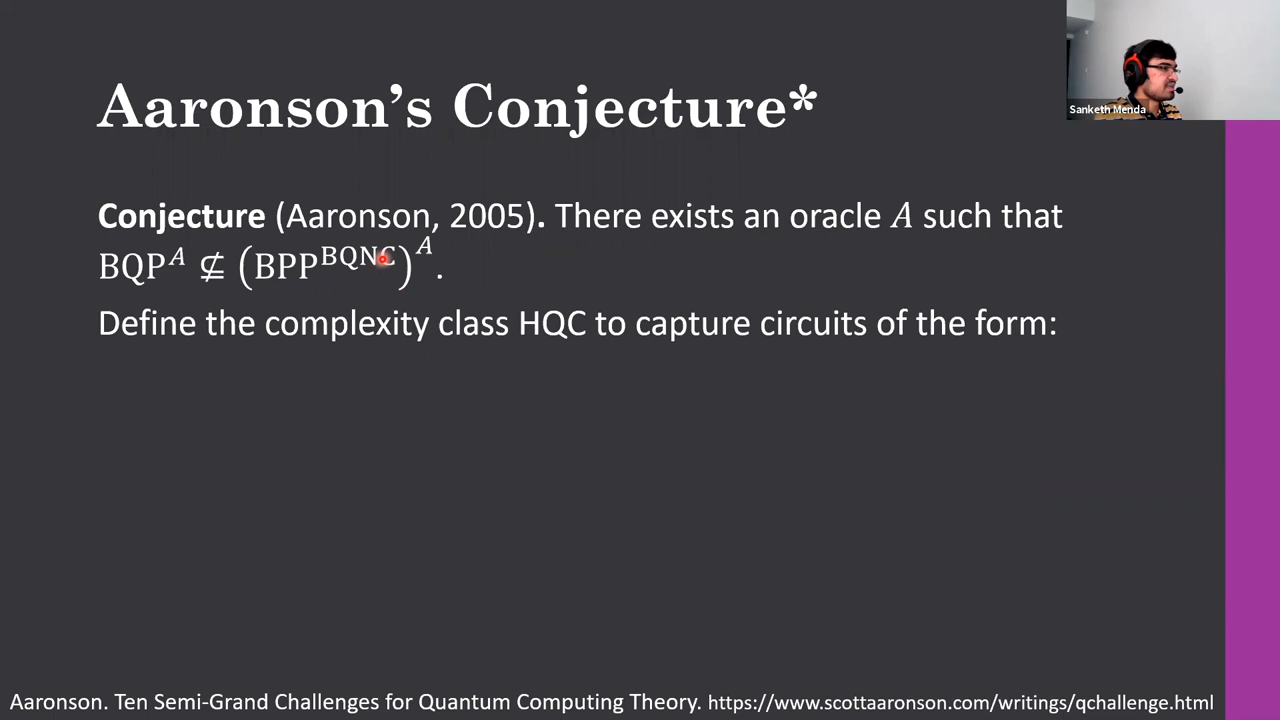 Sanketh Menda
Aaronson's Conjecture*
Conjecture (Aaronson, 2005). There exists an oracle A such that
BQP^A ⊈ (BPP^BQNC)^A.
Define the complexity class HQC to capture circuits of the form:
Aaronson. Ten Semi-Grand Challenges for Quantum Computing Theory. https://www.scottaaronson.com/writings/qchallenge.html